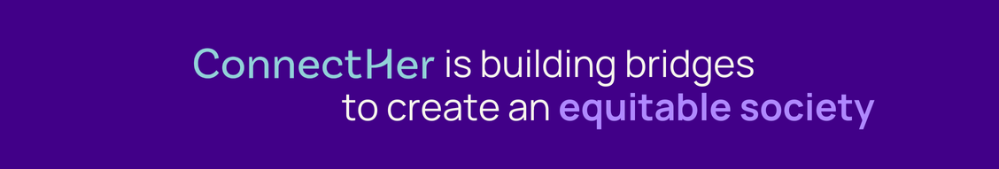 ConnectHer is building bridges
to create an equitable society